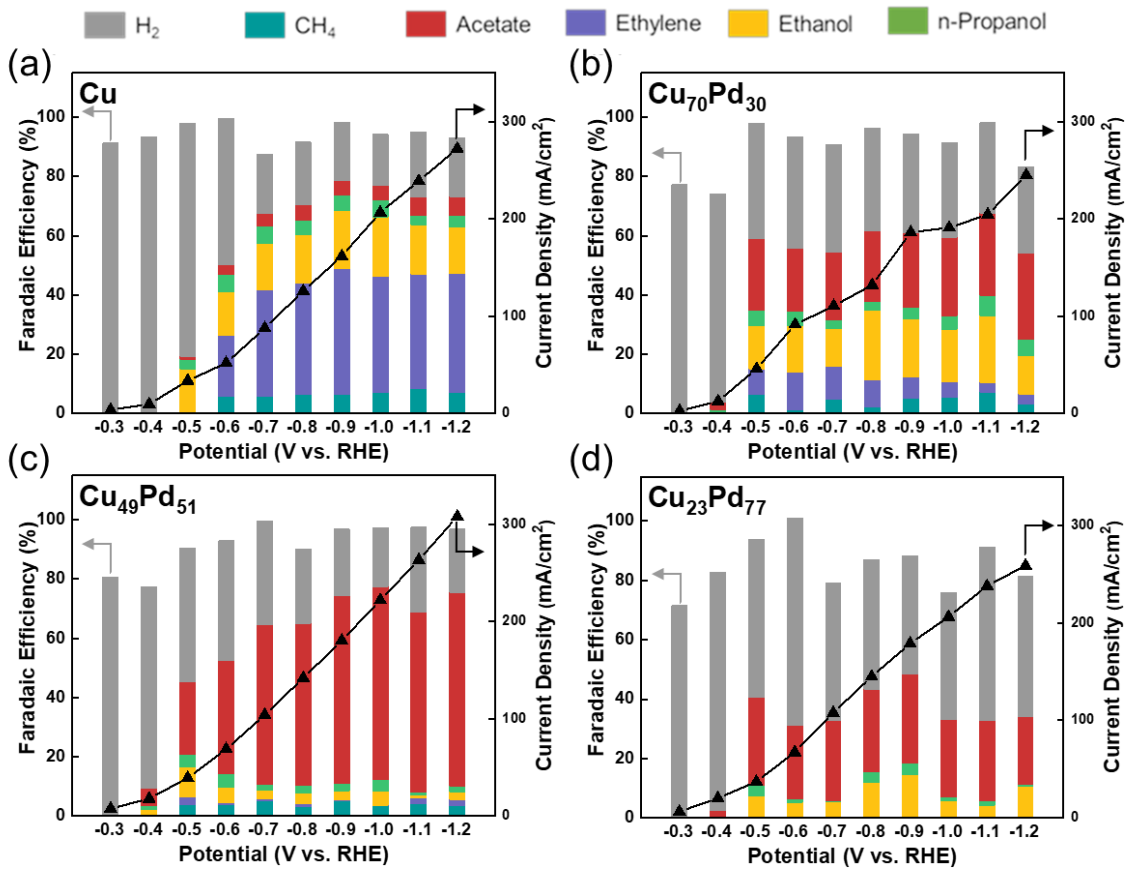 H₂ CH₄ Acetate Ethylene Ethanol n-Propanol
(a)
Cu
Faradaic Efficiency (%)
100
80
60
40
20
0
300
200
100
0
Current Density (mA/cm²)
-0.3 -0.4 -0.5 -0.6 -0.7 -0.8 -0.9 -1.0 -1.1 -1.2
Potential (V vs. RHE)
(b)
Cu₇₀Pd₃₀
Faradaic Efficiency (%)
100
80
60
40
20
0
300
200
100
0
Current Density (mA/cm²)
-0.3 -0.4 -0.5 -0.6 -0.7 -0.8 -0.9 -1.0 -1.1 -1.2
Potential (V vs. RHE)
(c)
Cu₄₉Pd₅₁
Faradaic Efficiency (%)
100
80
60
40
20
0
300
200
100
0
Current Density (mA/cm²)
-0.3 -0.4 -0.5 -0.6 -0.7 -0.8 -0.9 -1.0 -1.1 -1.2
Potential (V vs. RHE)
(d)
Cu₂₃Pd₇₇
Faradaic Efficiency (%)
100
80
60
40
20
0
300
200
100
0
Current Density (mA/cm²)
-0.3 -0.4 -0.5 -0.6 -0.7 -0.8 -0.9 -1.0 -1.1 -1.2
Potential (V vs. RHE)